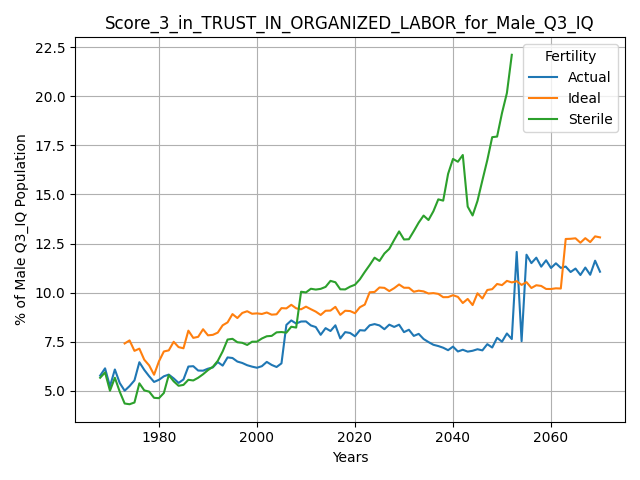 Score_3_in_TRUST_IN_ORGANIZED_LABOR_for_Male_Q3_IQ
Fertility
Actual
Ideal
Sterile
% of Male Q3_IQ Population
22.5
20.0
17.5
15.0
12.5
10.0
7.5
5.0
1980
2000
2020
2040
2060
Years